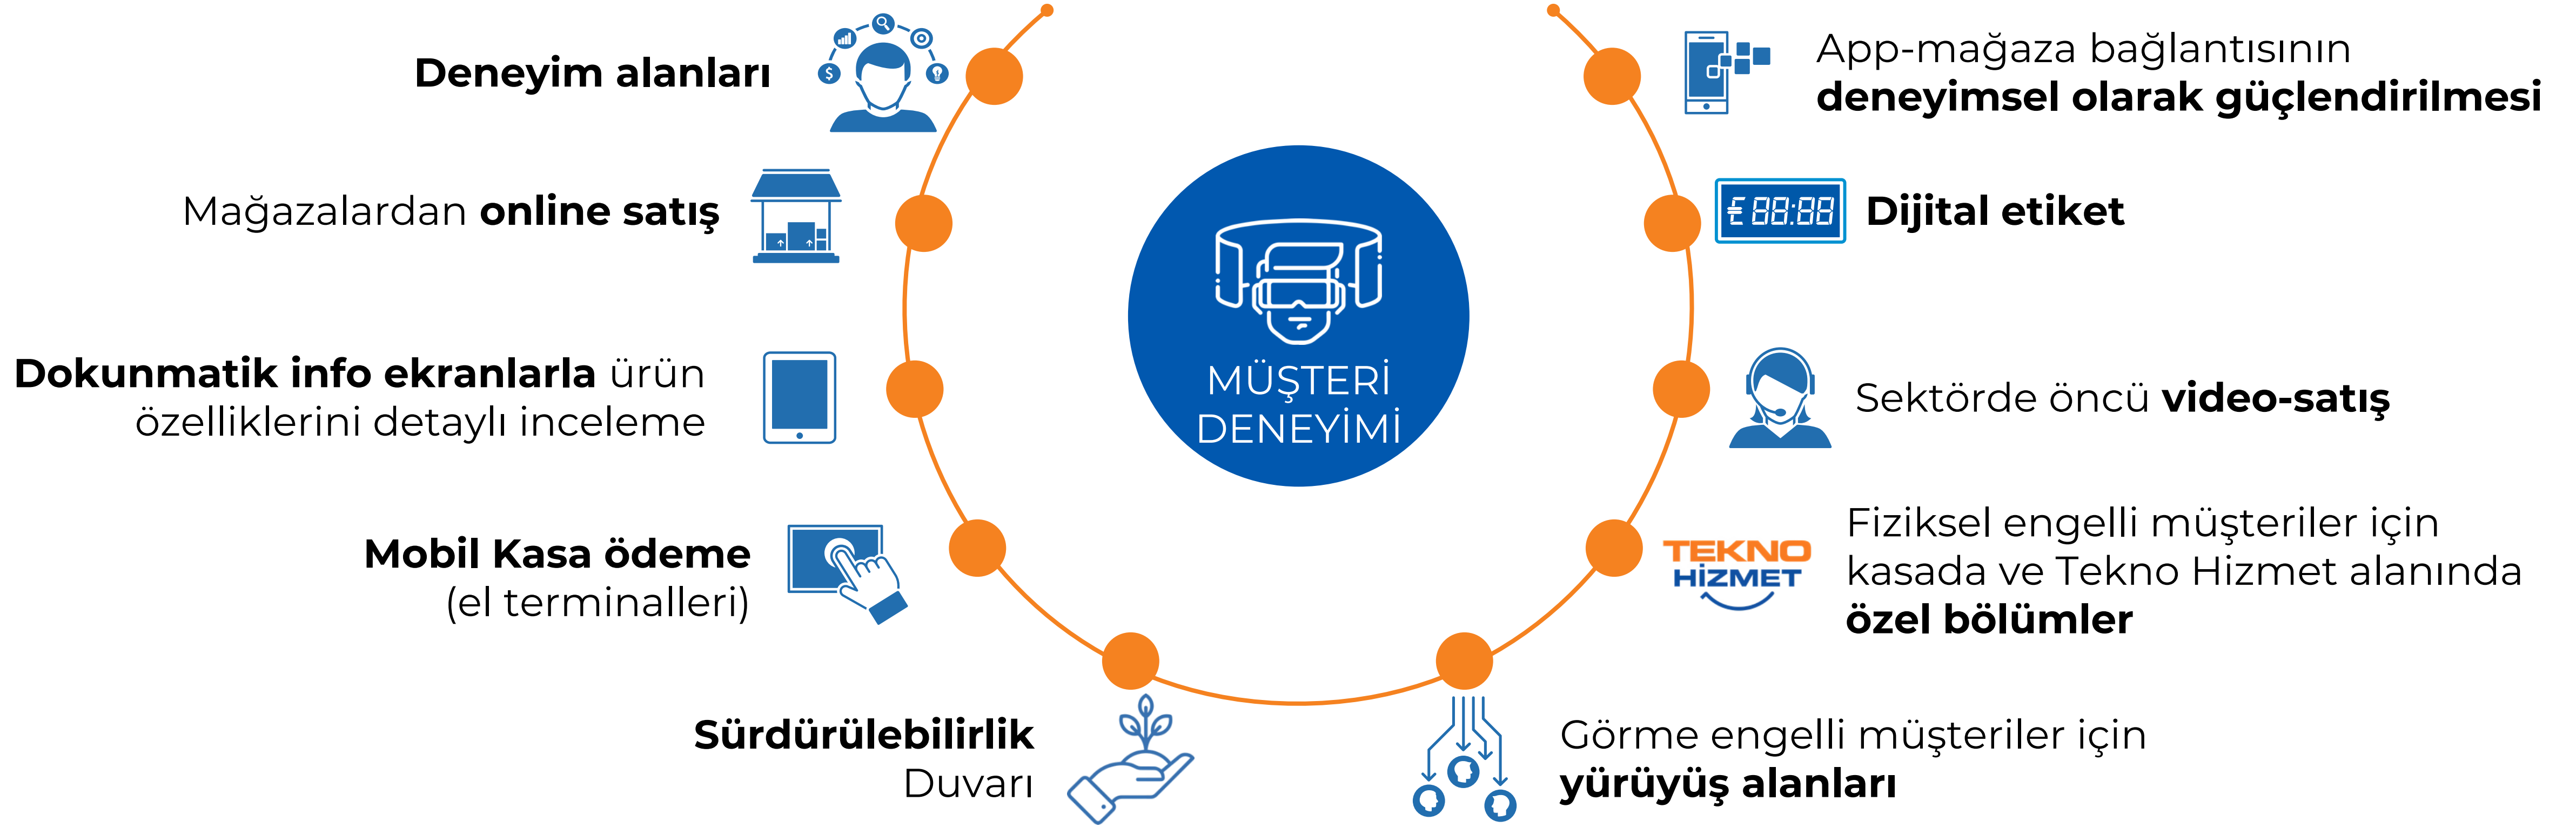 Deneyim alanları
Mağazalardan online satış
Dokunmatik info ekranlarla ürün
özelliklerini detaylı inceleme
Mobil Kasa ödeme
(el terminalleri)
Sürdürülebilirlik
Duvarı
MÜŞTERİ
DENEYİMİ
App-mağaza bağlantısının
deneyimsel olarak güçlendirilmesi
£ 88:88
Dijital etiket
Sektörde öncü video-satış
TEKNO
HİZMET
Fiziksel engelli müşteriler için
kasada ve Tekno Hizmet alanında
özel bölümler
Görme engelli müşteriler için
yürüyüş alanları
$